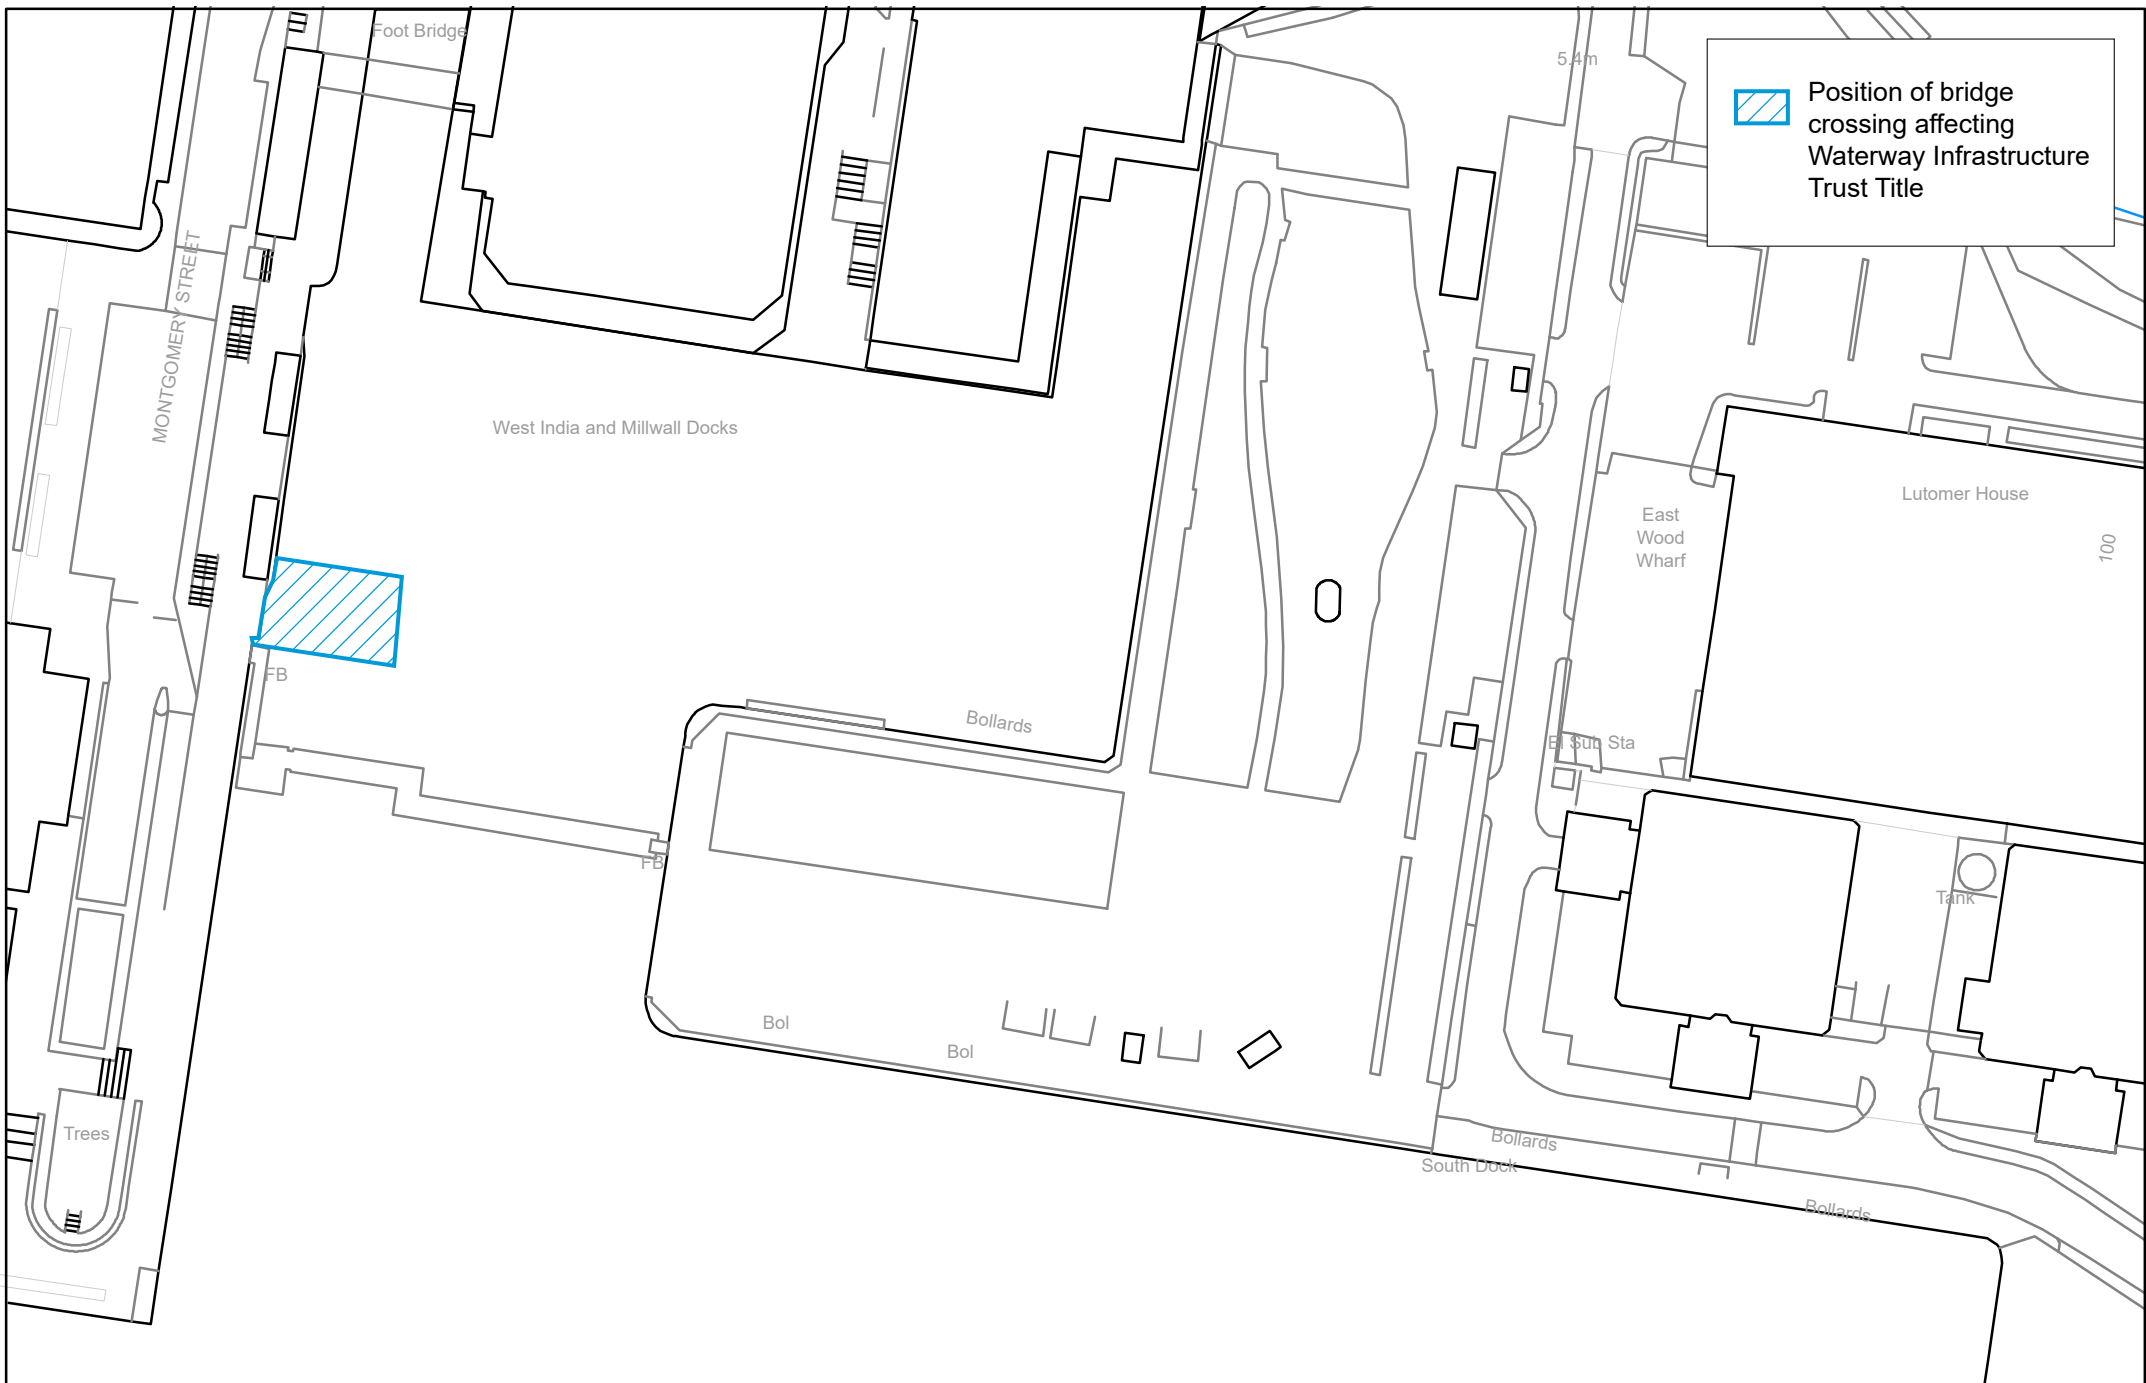 Foot Bridge
5.4m
Position of bridge
crossing affecting
Waterway Infrastructure
Trust Title
MONTGOMERY STREET
West India and Millwall Docks
Lutomer House
East
Wood
Wharf
100
FB
Bollards
El Sub Sta
FB
Tank
Bol
Bol
Trees
Bollards
South Dock
Bollards